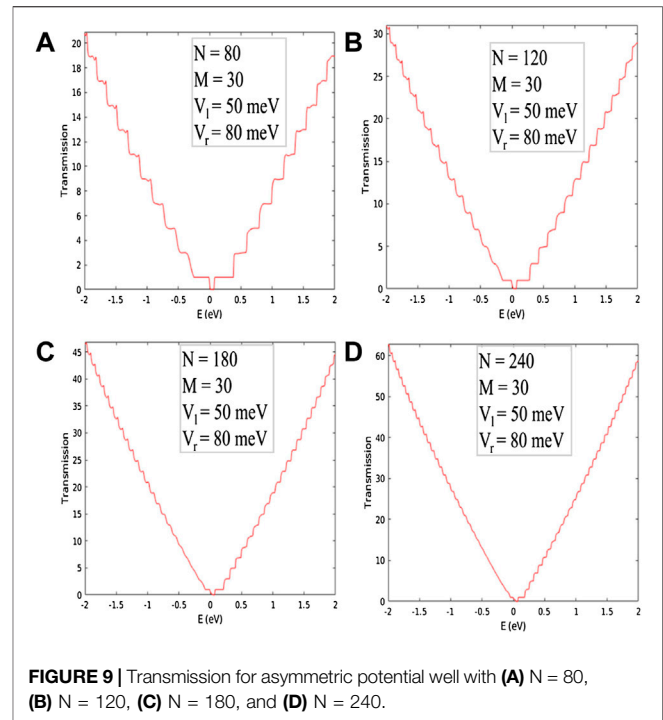 A
20
18
16
14
12
10
8
6
4
2
0
Transmission
N = 80
M = 30
Vl = 50 meV
Vr = 80 meV
-2 -1.5 -1 -0.5 0 0.5 1 1.5 2
E (eV)
B
30
25
20
15
10
5
0
Transmission
N = 120
M = 30
Vl = 50 meV
Vr = 80 meV
-2 -1.5 -1 -0.5 0 0.5 1 1.5 2
E (eV)
C
45
40
35
30
25
20
15
10
5
0
Transmission
N = 180
M = 30
Vl = 50 meV
Vr = 80 meV
-2 -1.5 -1 -0.5 0 0.5 1 1.5 2
E (eV)
D
60
50
40
30
20
10
0
Transmission
N = 240
M = 30
Vl = 50 meV
Vr = 80 meV
-2 -1.5 -1 -0.5 0 0.5 1 1.5 2
E (eV)
FIGURE 9 | Transmission for asymmetric potential well with (A) N = 80,
(B) N = 120, (C) N = 180, and (D) N = 240.